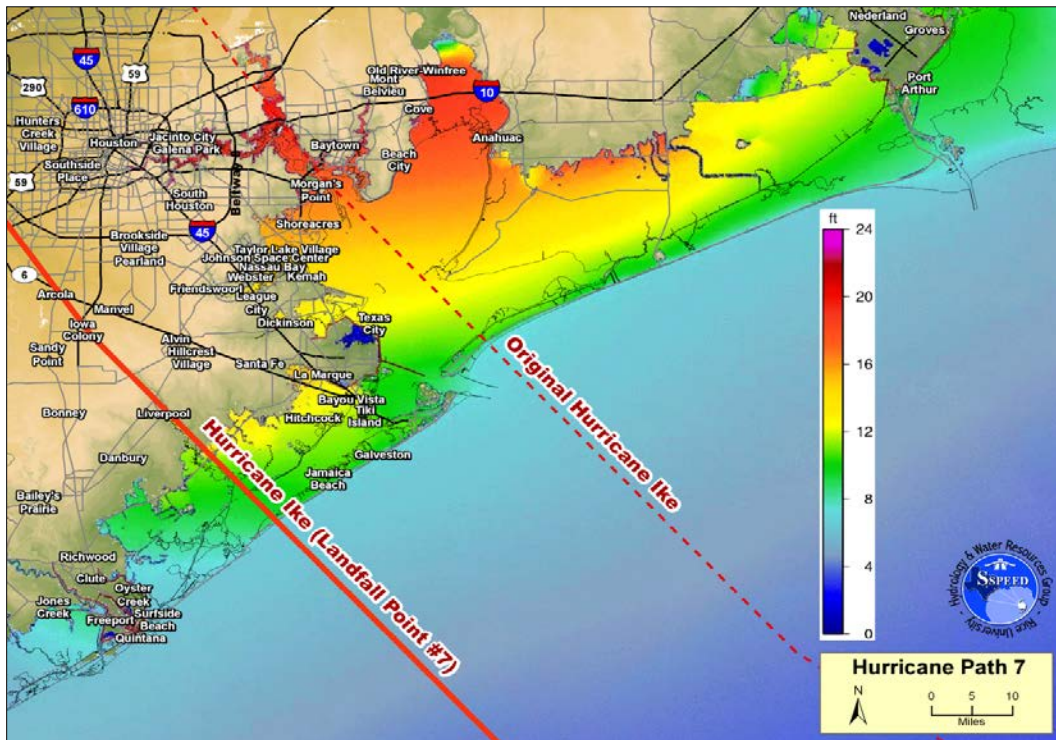 Nederland
Groves
Port
Arthur
45
59
290
610
10
Old River-Winfree
Mont
Belvieu
Cove
Anahuac
Hunters
Creek
Village
Houston
Jacinto City
Galena Park
Baytown
Beach
City
Southside
Place
59
Beltway
Morgan's
Point
South
Houston
45
Shoreacres
Brookside
Village
Pearland
Taylor Lake Village
Johnson Space Center
Nassau Bay
Webster
Kemah
6
Friendswood
League
City
Arcola
Manvel
Dickinson
Texas
City
Iowa
Colony
Sandy
Point
Alvin
Hillcrest
Village
Santa Fe
La Marque
Bayou Vista
Tiki
Island
Hitchcock
Bonney
Liverpool
Galveston
Danbury
Jamaica
Beach
Bailey's
Prairie
Richwood
Clute
Oyster
Creek
Jones
Creek
Freeport
Surfside
Beach
Quintana
Original Hurricane Ike
Hurricane Ike (Landfall Point #7)
ft
24
20
16
12
8
4
0
Hydrology & Water Resources Group - Rice University -
SSPEED
Hurricane Path 7
N
0 5 10
Miles